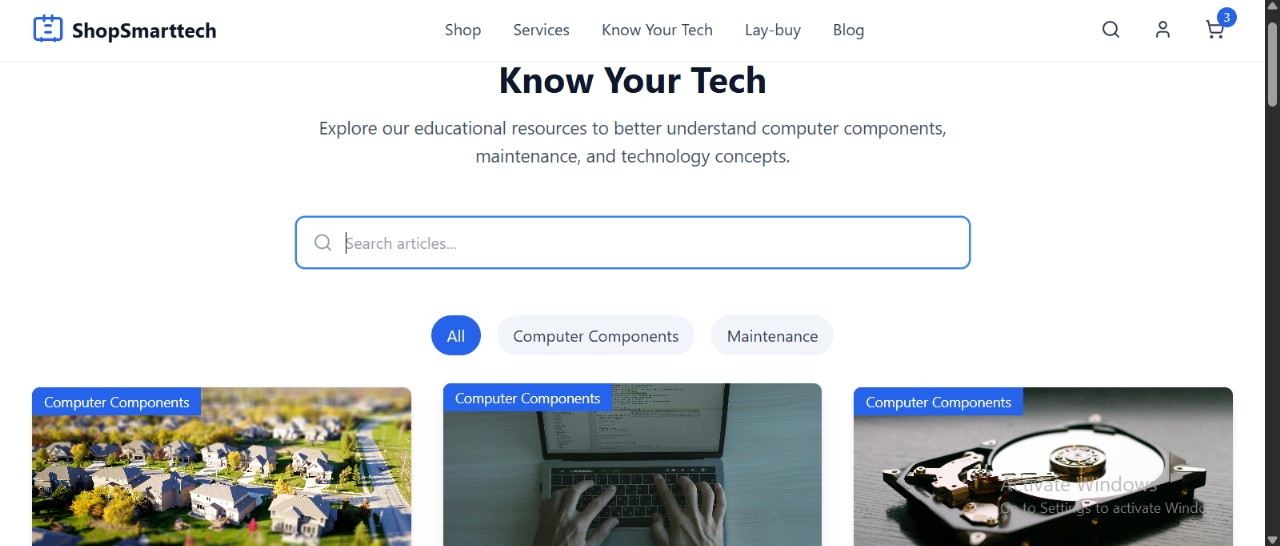 ShopSmarttech
Shop
Services
Know Your Tech
Lay-buy
Blog
3
Know Your Tech
Explore our educational resources to better understand computer components,
maintenance, and technology concepts.
Search articles...
All
Computer Components
Maintenance
Computer Components
Computer Components
Computer Components
Activate Windows
Go to Settings to activate Windo